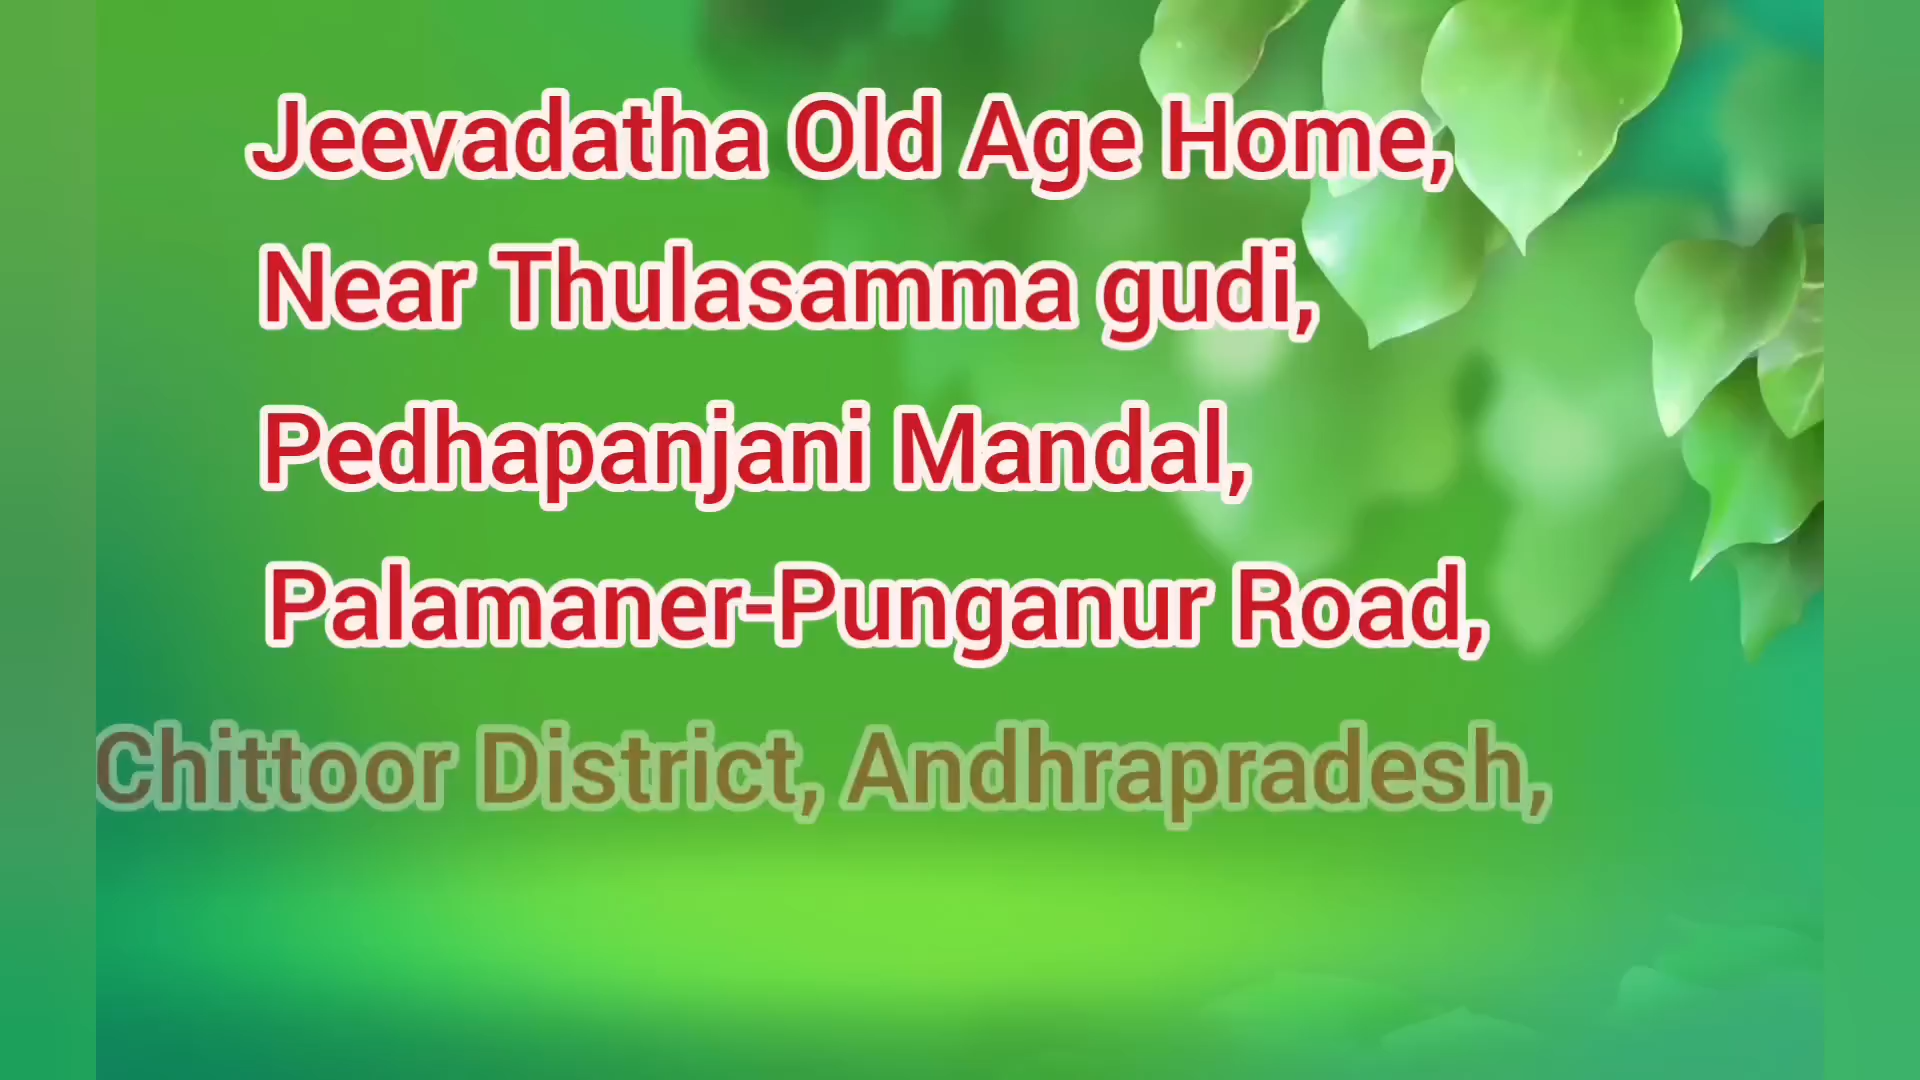 Jeevadatha Old Age Home,
Near Thulasamma gudi,
Pedhapanjani Mandal,
Palamaner-Punganur Road,
Chittoor District, Andhrapradesh,